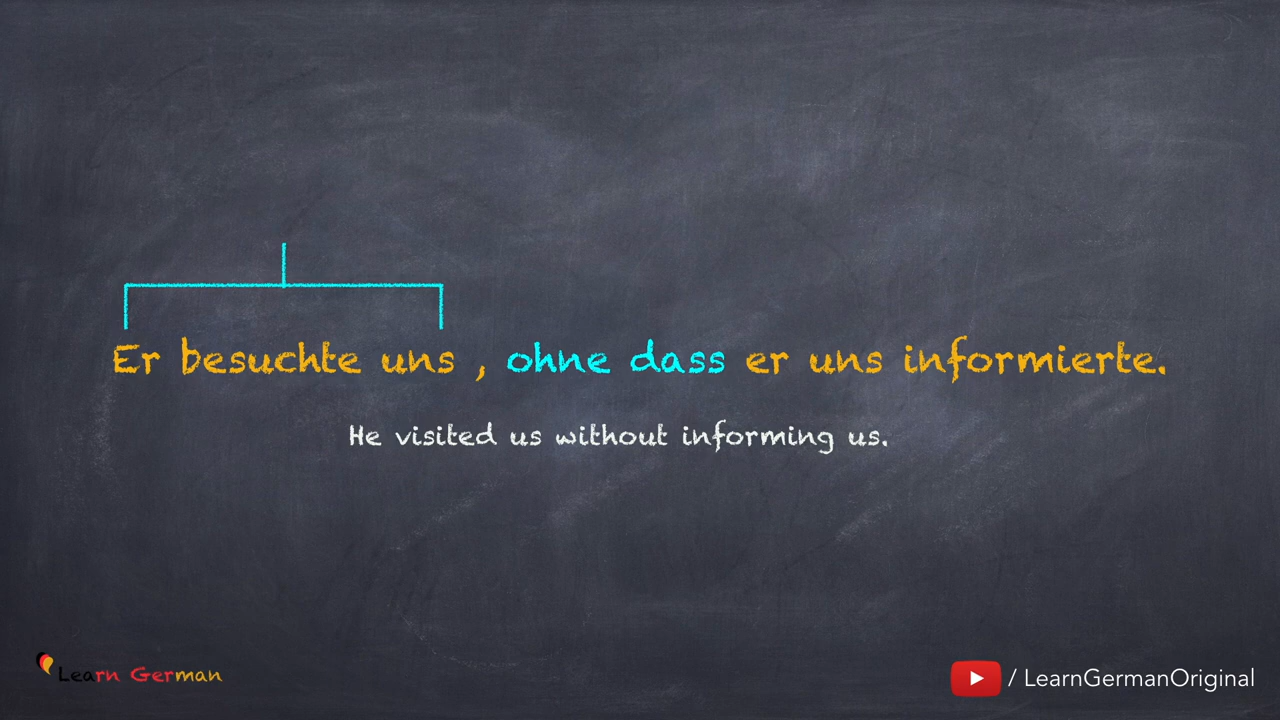 Er besuchte uns , ohne dass er uns informierte.
He visited us without informing us.
Learn German
/ LearnGermanOriginal